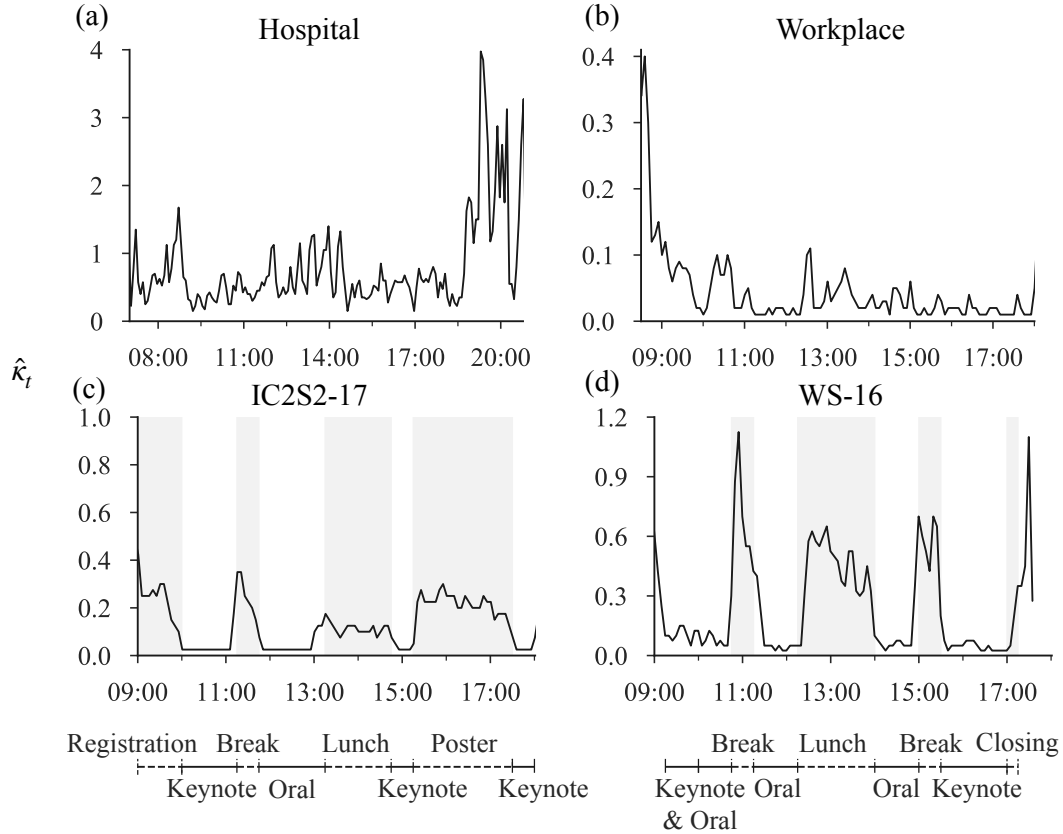 (a) Hospital
4
3
2
1
0
08:00 11:00 14:00 17:00 20:00
(b) Workplace
0.4
0.3
0.2
0.1
0.0
09:00 11:00 13:00 15:00 17:00
κ̂t
(c) IC2S2-17
1.0
0.8
0.6
0.4
0.2
0.0
09:00 11:00 13:00 15:00 17:00
Registration Break Lunch Poster
Keynote Oral Keynote Keynote
(d) WS-16
1.2
0.9
0.6
0.3
0.0
09:00 11:00 13:00 15:00 17:00
Break Lunch Break Closing
Keynote Oral Oral Keynote
& Oral